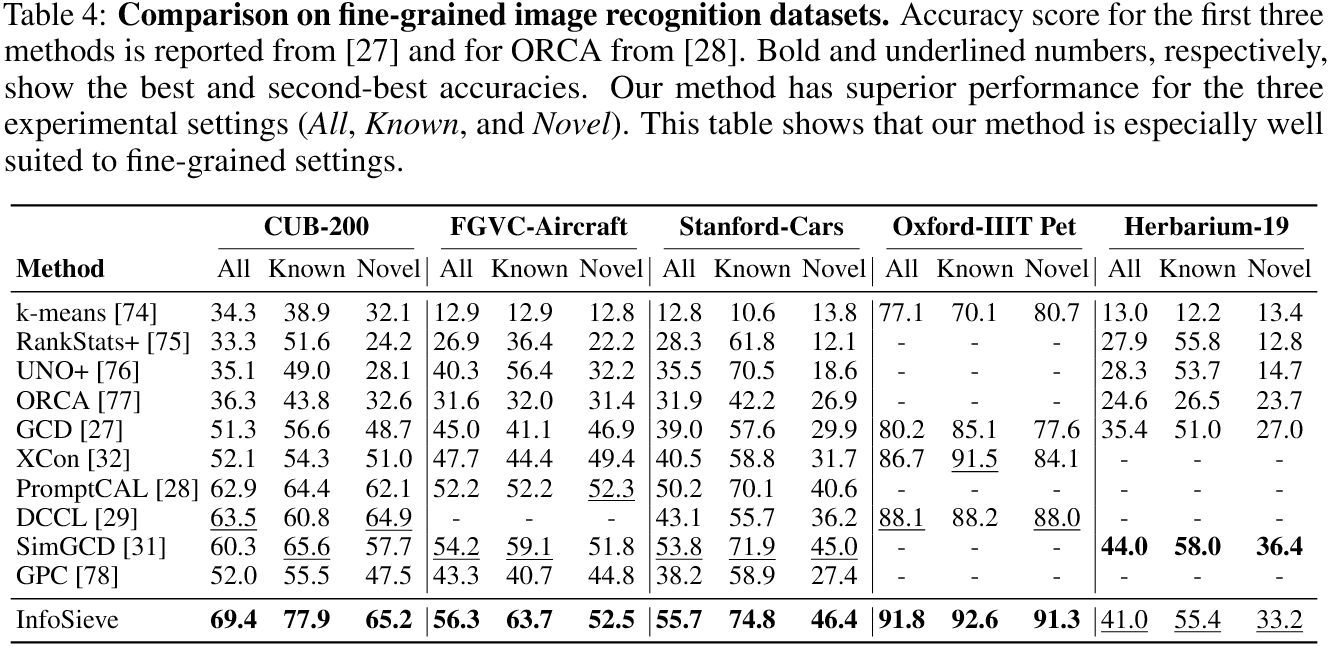 Table 4: Comparison on fine-grained image recognition datasets. Accuracy score for the first three
methods is reported from [27] and for ORCA from [28]. Bold and underlined numbers, respectively,
show the best and second-best accuracies. Our method has superior performance for the three
experimental settings (All, Known, and Novel). This table shows that our method is especially well
suited to fine-grained settings.
CUB-200 FGVC-Aircraft Stanford-Cars Oxford-IIIT Pet Herbarium-19
Method All Known Novel All Known Novel All Known Novel All Known Novel All Known Novel
k-means [74] 34.3 38.9 32.1 12.9 12.9 12.8 12.8 10.6 13.8 77.1 70.1 80.7 13.0 12.2 13.4
RankStats+ [75] 33.3 51.6 24.2 26.9 36.4 22.2 28.3 61.8 12.1 - - - 27.9 55.8 12.8
UNO+ [76] 35.1 49.0 28.1 40.3 56.4 32.2 35.5 70.5 18.6 - - - 28.3 53.7 14.7
ORCA [77] 36.3 43.8 32.6 31.6 32.0 31.4 31.9 42.2 26.9 - - - 24.6 26.5 23.7
GCD [27] 51.3 56.6 48.7 45.0 41.1 46.9 39.0 57.6 29.9 80.2 85.1 77.6 35.4 51.0 27.0
XCon [32] 52.1 54.3 51.0 47.7 44.4 49.4 40.5 58.8 31.7 86.7 91.5 84.1 - - -
PromptCAL [28] 62.9 64.4 62.1 52.2 52.2 52.3 50.2 70.1 40.6 - - - - - -
DCCL [29] 63.5 60.8 64.9 - - - 43.1 55.7 36.2 88.1 88.2 88.0 - - -
SimGCD [31] 60.3 65.6 57.7 54.2 59.1 51.8 53.8 71.9 45.0 - - - 44.0 58.0 36.4
GPC [78] 52.0 55.5 47.5 43.3 40.7 44.8 38.2 58.9 27.4 - - - - - -
InfoSieve 69.4 77.9 65.2 56.3 63.7 52.5 55.7 74.8 46.4 91.8 92.6 91.3 41.0 55.4 33.2